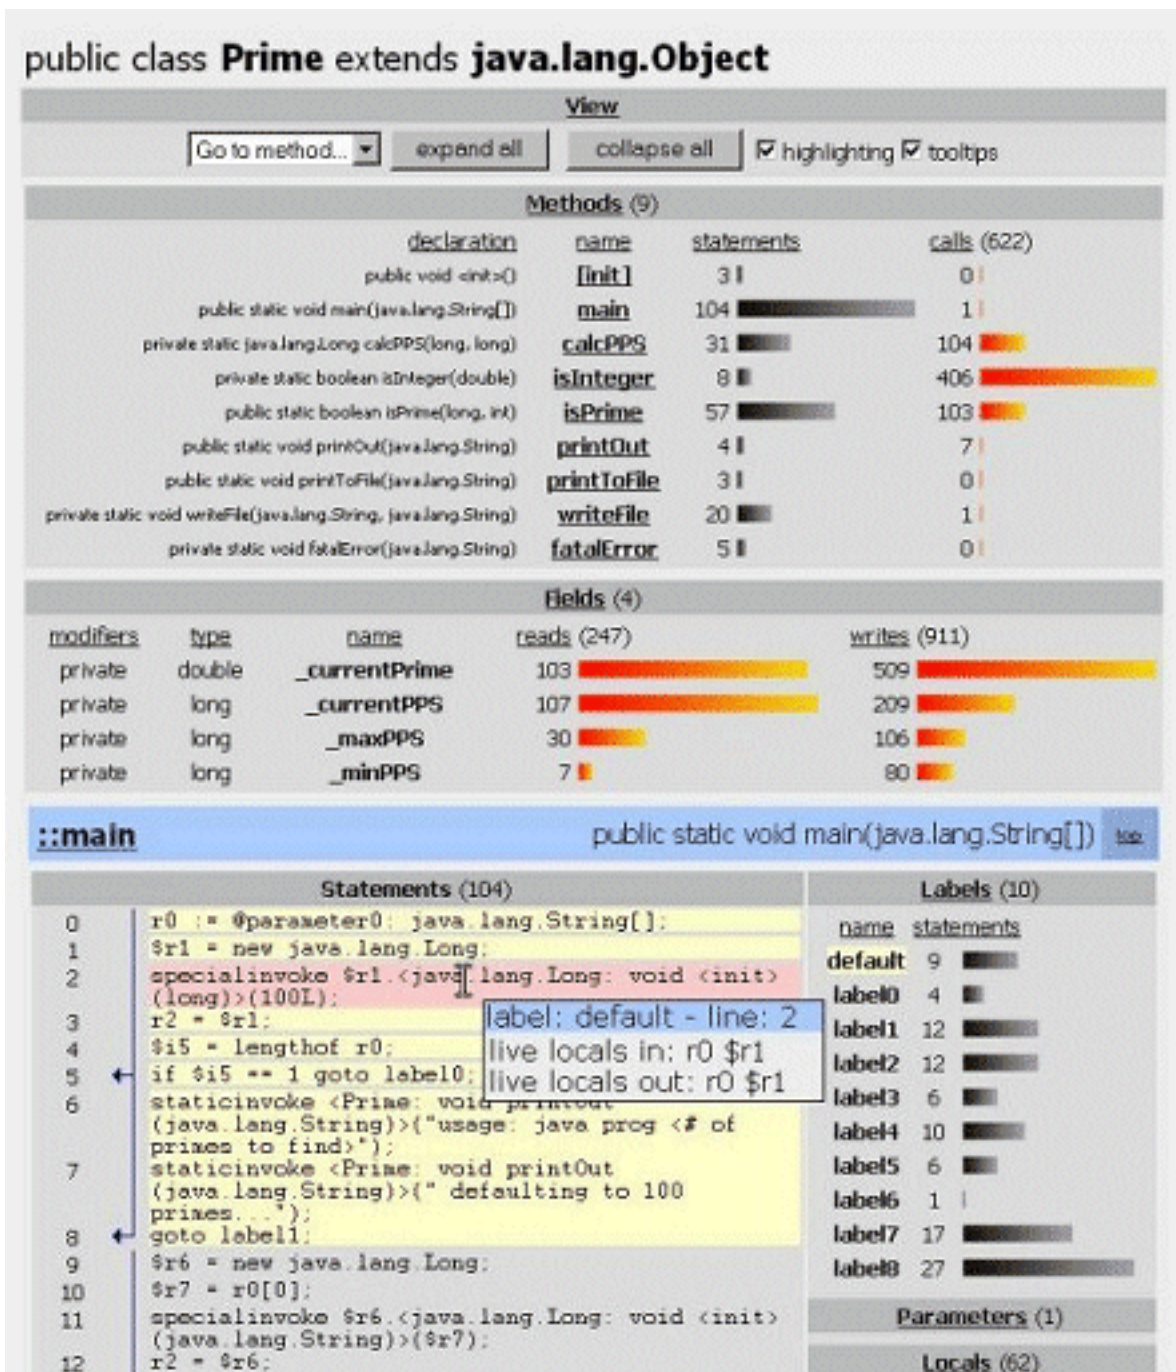 public class Prime extends java.lang.Object
View
Go to method... expand all collapse all highlighting tooltips
Methods (9)
declaration name statements calls (622)
public void <init>() [init] 3 0
public static void main(java.lang.String[]) main 104 1
private static java.lang.Long calcPPS(long, long) calcPPS 31 104
private static boolean isInteger(double) isInteger 8 406
public static boolean isPrime(long, int) isPrime 57 103
public static void printOut(java.lang.String) printOut 4 7
public static void printToFile(java.lang.String) printToFile 3 0
private static void writeFile(java.lang.String, java.lang.String) writeFile 20 1
private static void fatalError(java.lang.String) fatalError 5 0
Fields (4)
modifiers type name reads (247) writes (911)
private double _currentPrime 103 509
private long _currentPPS 107 209
private long _maxPPS 30 106
private long _minPPS 7 80
::main public static void main(java.lang.String[]) top
Statements (104)
0 r0 := @parameter0: java.lang.String[];
1 $r1 = new java.lang.Long;
2 specialinvoke $r1.<java.lang.Long: void <init>
(long)>(100L);
3 r2 = $r1;
4 $i5 = lengthof r0;
5 if $i5 == 1 goto label0;
6 staticinvoke <Prime: void printOut
(java.lang.String)>("usage: java prog <# of
primes to find>");
7 staticinvoke <Prime: void printOut
(java.lang.String)>(" defaulting to 100
primes...");
8 goto label1;
9 $r6 = new java.lang.Long;
10 $r7 = r0[0];
11 specialinvoke $r6.<java.lang.Long: void <init>
(java.lang.String)>($r7);
12 r2 = $r6;
label: default - line: 2
live locals in: r0 $r1
live locals out: r0 $r1
Labels (10)
name statements
default 9
label0 4
label1 12
label2 12
label3 6
label4 10
label5 6
label6 1
label7 17
label8 27
Parameters (1)
Locals (62)